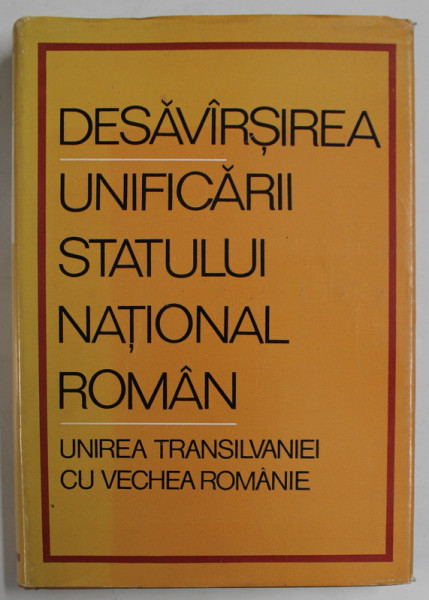 DESĂVÎRȘIREA
UNIFICĂRII
STATULUI
NAȚIONAL
ROMÂN
UNIREA TRANSILVANIEI
CU VECHEA ROMÂNIE